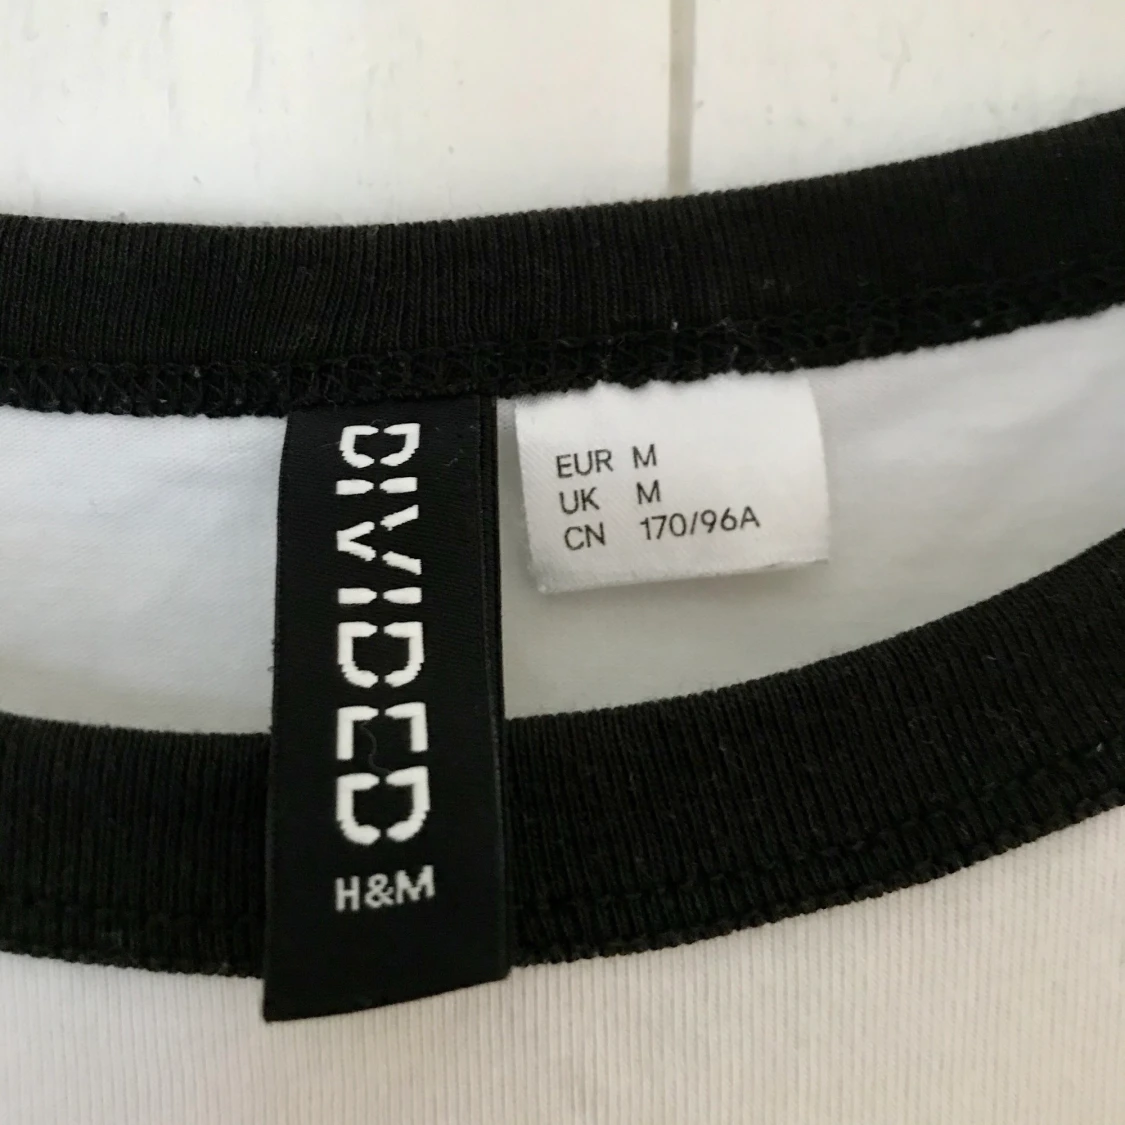 DIVIDED
H&M
EUR M
UK M
CN 170/96A